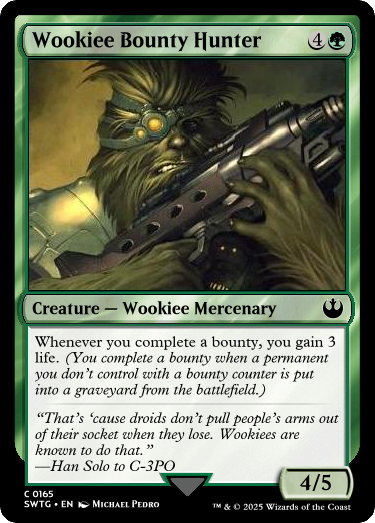 Wookiee Bounty Hunter 4
Creature — Wookiee Mercenary
Whenever you complete a bounty, you gain 3
life. (You complete a bounty when a permanent
you don't control with a bounty counter is put
into a graveyard from the battlefield.)
“That's ‘cause droids don't pull people's arms out
of their socket when they lose. Wookiees are
known to do that.”
—Han Solo to C-3PO
4/5
C 0165
SWTG • EN Michael Pedro
™ & © 2025 Wizards of the Coast